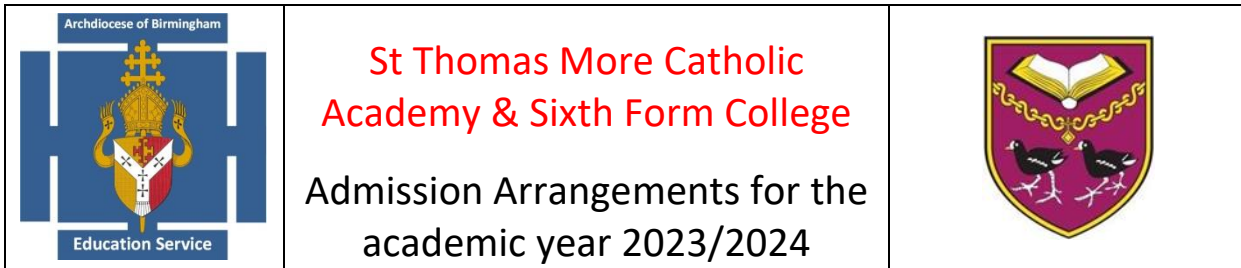 Archdiocese of Birmingham
Education Service
St Thomas More Catholic
Academy & Sixth Form College
Admission Arrangements for the
academic year 2023/2024